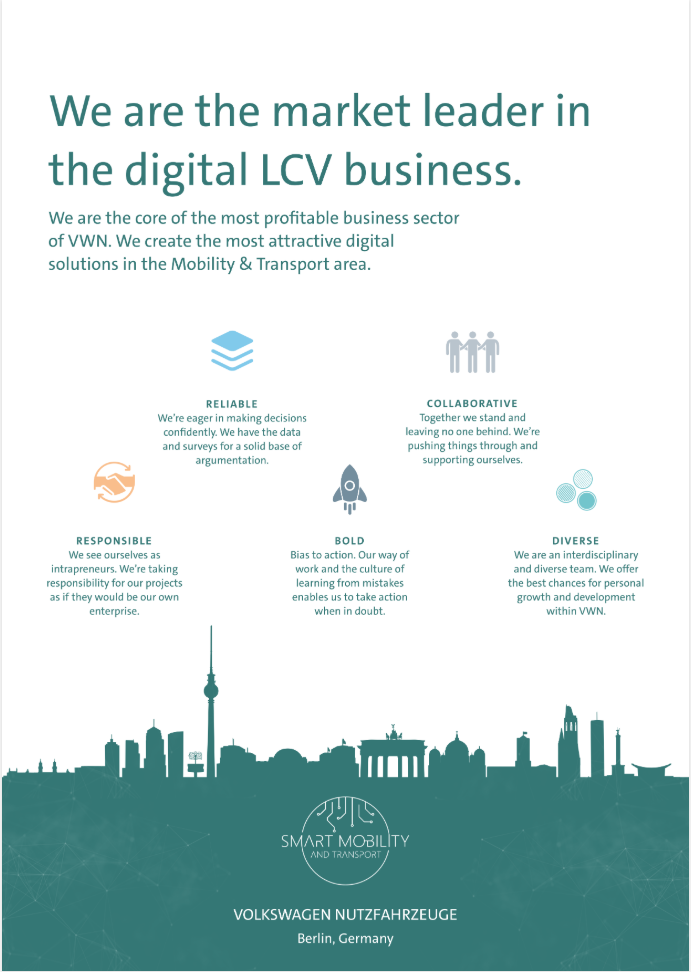 We are the market leader in
the digital LCV business.
We are the core of the most profitable business sector
of VWN. We create the most attractive digital
solutions in the Mobility & Transport area.
RELIABLE
We're eager in making decisions
confidently. We have the data
and surveys for a solid base of
argumentation.
COLLABORATIVE
Together we stand and
leaving no one behind. We're
pushing things through and
supporting ourselves.
RESPONSIBLE
We see ourselves as
intrapreneurs. We're taking
responsibility for our projects
as if they would be our own
enterprise.
BOLD
Bias to action. Our way of
work and the culture of
learning from mistakes
enables us to take action
when in doubt.
DIVERSE
We are an interdisciplinary
and diverse team. We offer
the best chances for personal
growth and development
within VWN.
SMART MOBILITY
AND TRANSPORT
VOLKSWAGEN NUTZFAHRZEUGE
Berlin, Germany